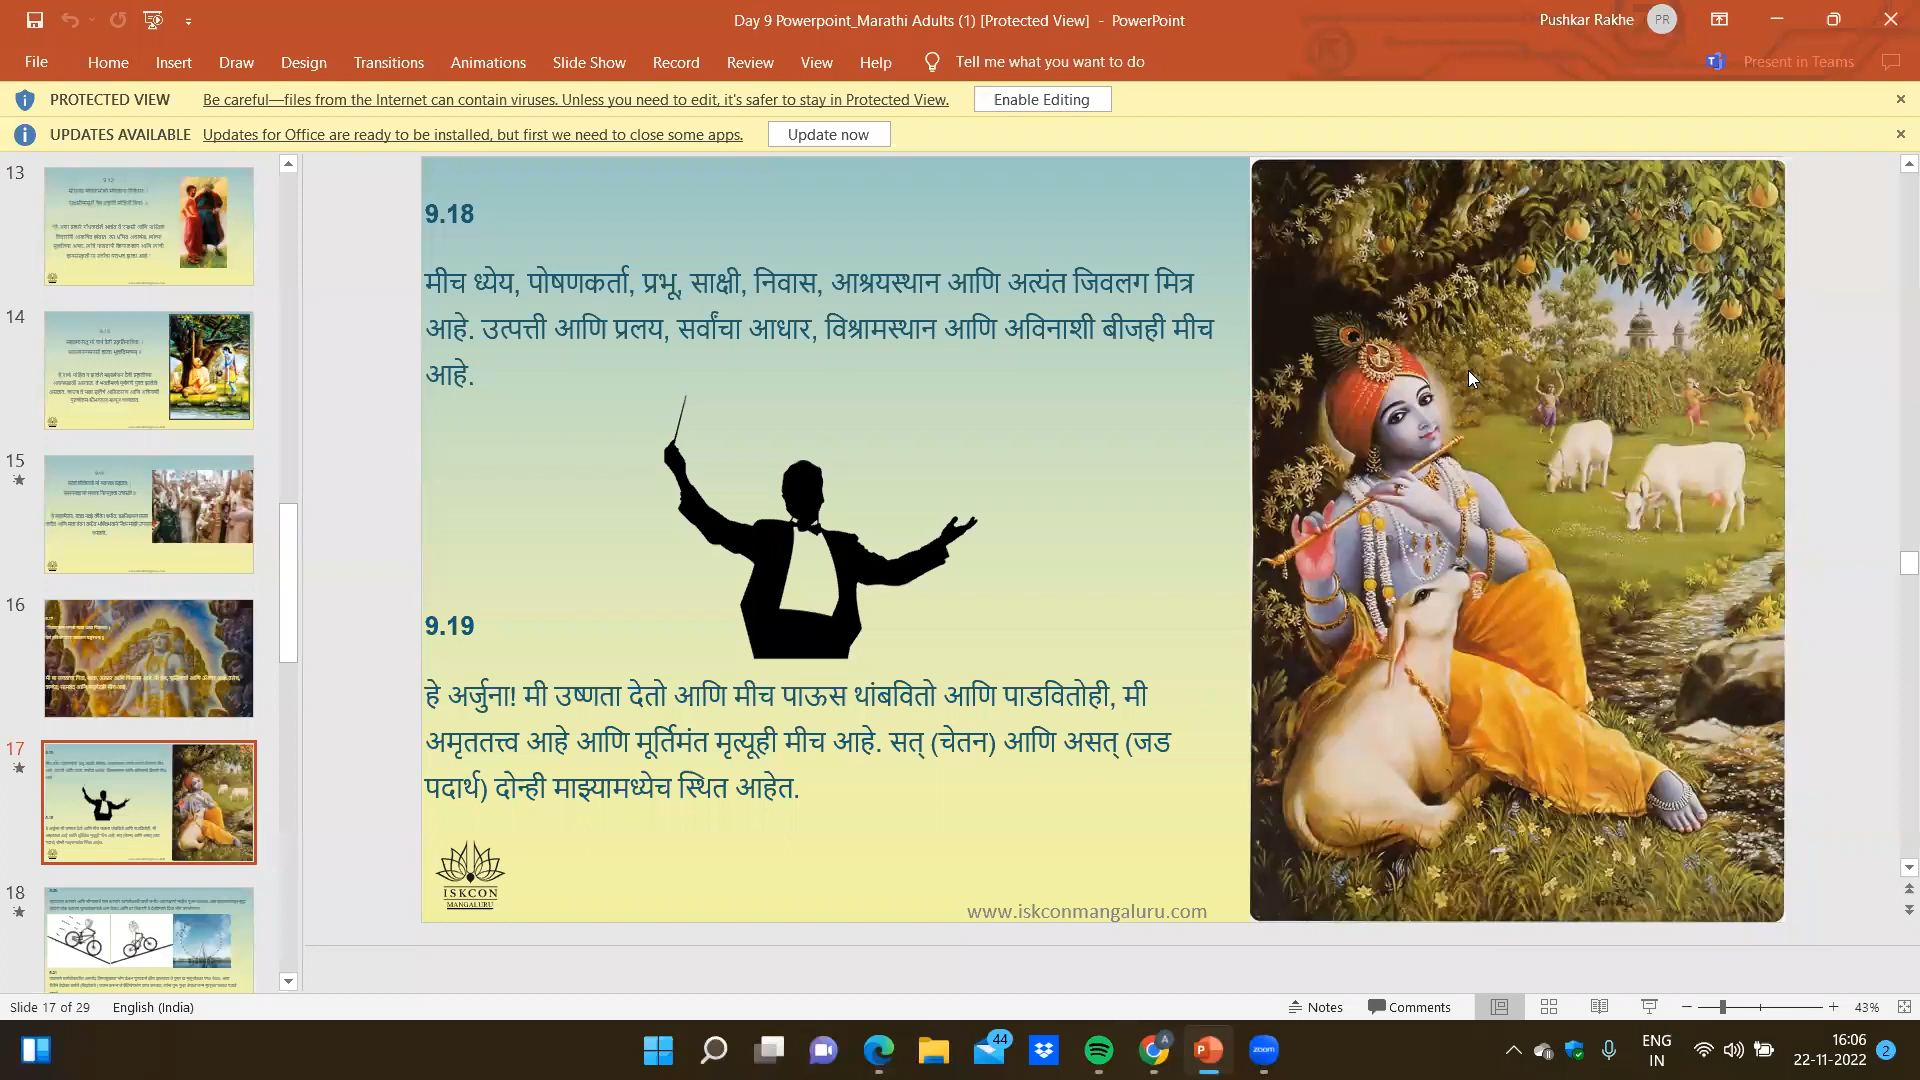 Day 9 Powerpoint_Marathi Adults (1) [Protected View] - PowerPoint
Pushkar Rakhe
PR
File
Home
Insert
Draw
Design
Transitions
Animations
Slide Show
Record
Review
View
Help
Tell me what you want to do
Present in Teams
PROTECTED VIEW
Be careful—files from the Internet can contain viruses. Unless you need to edit, it's safer to stay in Protected View.
Enable Editing
UPDATES AVAILABLE
Updates for Office are ready to be installed, but first we need to close some apps.
Update now
13
14
15
16
17
18
9.18
मीच ध्येय, पोषणकर्ता, प्रभू, साक्षी, निवास, आश्रयस्थान आणि अत्यंत जिवलग मित्र
आहे. उत्पत्ती आणि प्रलय, सर्वांचा आधार, विश्रामस्थान आणि अविनाशी बीजही मीच
आहे.
9.19
हे अर्जुना! मी उष्णता देतो आणि मीच पाऊस थांबवितो आणि पाडवितोही, मी
अमृततत्त्व आहे आणि मूर्तिमंत मृत्यूही मीच आहे. सत् (चेतन) आणि असत् (जड
पदार्थ) दोन्ही माझ्यामध्येच स्थित आहेत.
ISKCON
MANGALURU
www.iskconmangaluru.com
Slide 17 of 29
English (India)
Notes
Comments
43%
44
A
zoom
ENG
IN
16:06
22-11-2022
2